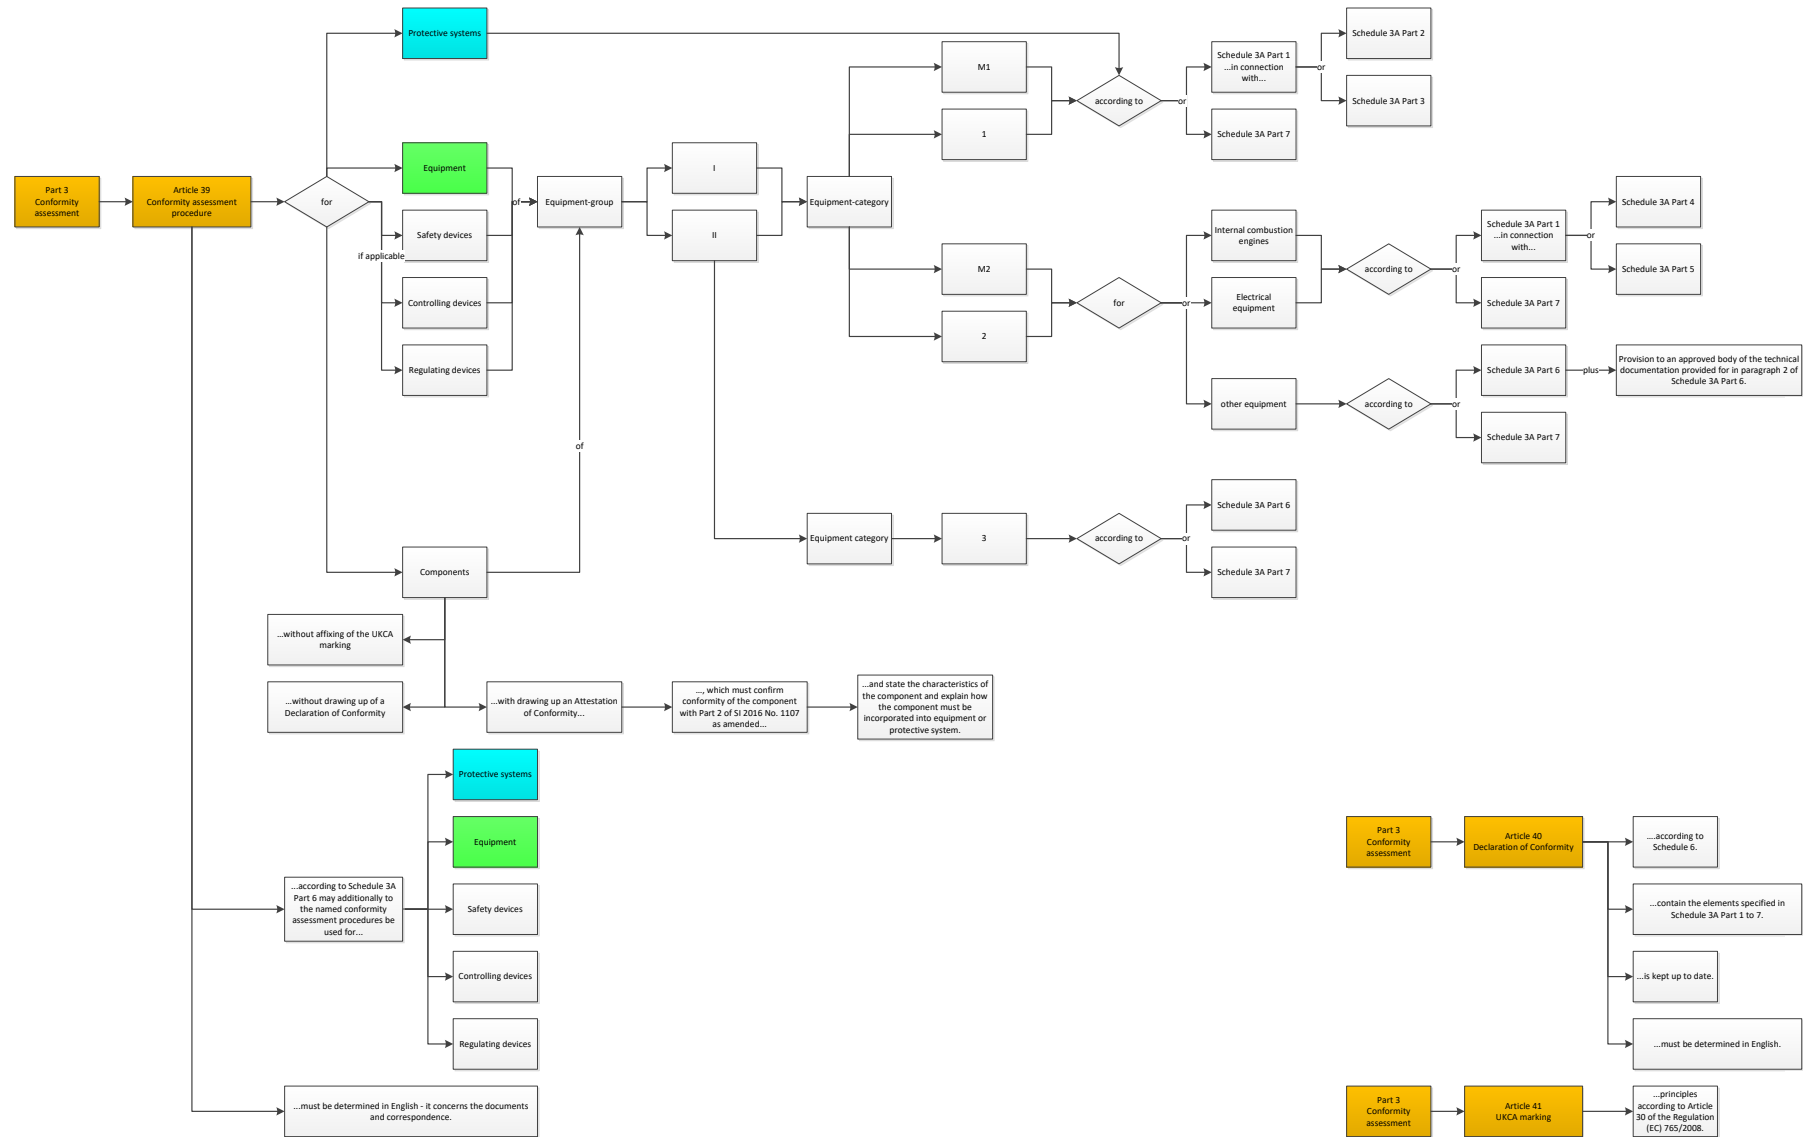 Protective systems
Schedule 3A Part 2
M1
Schedule 3A Part 1
...in connection
with...
or
according to
or
Schedule 3A Part 3
1
Schedule 3A Part 7
Equipment
I
Part 3
Conformity
assessment
Article 39
Conformity assessment
procedure
for
of
Equipment-group
Equipment-category
Schedule 3A Part 4
Safety devices
II
Internal combustion
engines
Schedule 3A Part 1
...in connection
with...
or
if applicable
M2
according to
or
Schedule 3A Part 5
Controlling devices
for
or
Electrical
equipment
Schedule 3A Part 7
2
Regulating devices
Schedule 3A Part 6
plus
Provision to an approved body of the technical
documentation provided for in paragraph 2 of
Schedule 3A Part 6.
other equipment
according to
or
Schedule 3A Part 7
of
Schedule 3A Part 6
Equipment category
3
according to
or
Schedule 3A Part 7
Components
...without affixing of the UKCA
marking
...without drawing up of a
Declaration of Conformity
...with drawing up an Attestation
of Conformity...
..., which must confirm
conformity of the component
with Part 2 of SI 2016 No. 1107
as amended...
...and state the characteristics of
the component and explain how
the component must be
incorporated into equipment or
protective system.
Protective systems
Equipment
...according to Schedule 3A
Part 6 may additionally to
the named conformity
assessment procedures be
used for...
Safety devices
Controlling devices
Regulating devices
...must be determined in English - it concerns the documents
and correspondence.
Part 3
Conformity
assessment
Article 40
Declaration of Conformity
....according to
Schedule 6.
...contain the elements specified in
Schedule 3A Part 1 to 7.
...is kept up to date.
...must be determined in English.
Part 3
Conformity
assessment
Article 41
UKCA marking
...principles
according to Article
30 of the Regulation
(EC) 765/2008.